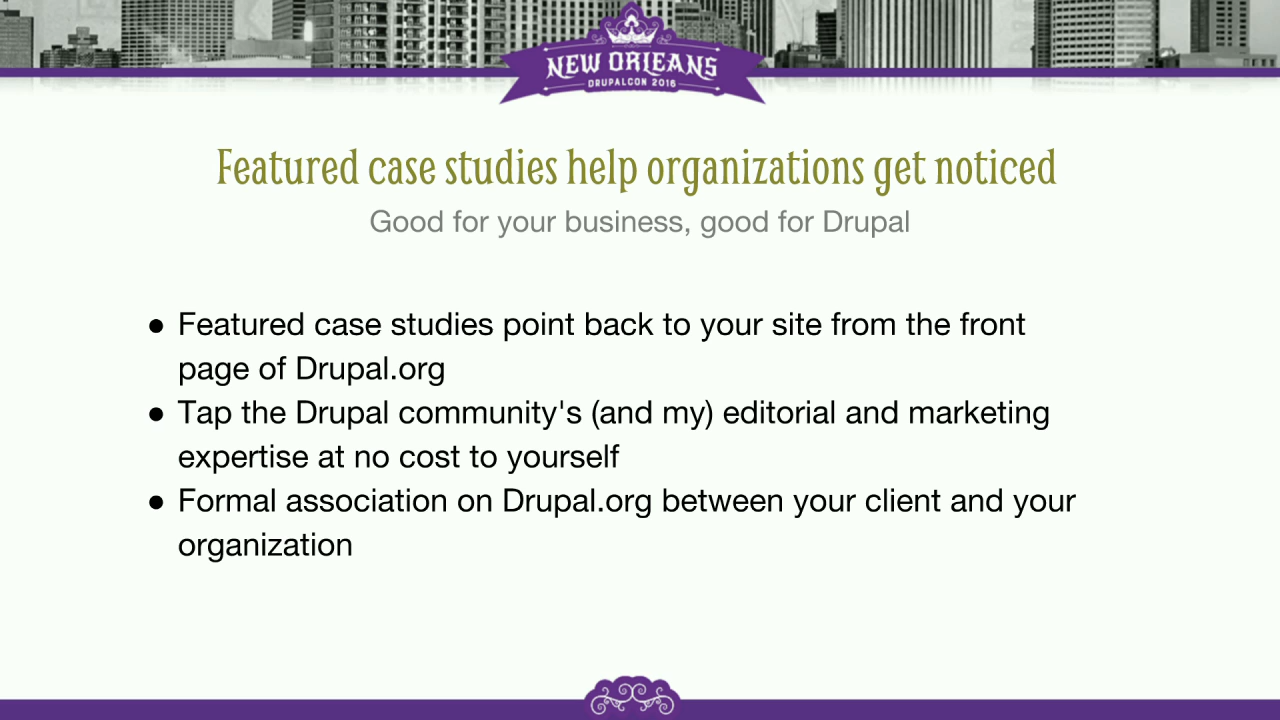 NEW ORLEANS
DRUPALCON 2016
Featured case studies help organizations get noticed
Good for your business, good for Drupal
● Featured case studies point back to your site from the front
page of Drupal.org
● Tap the Drupal community's (and my) editorial and marketing
expertise at no cost to yourself
● Formal association on Drupal.org between your client and your
organization